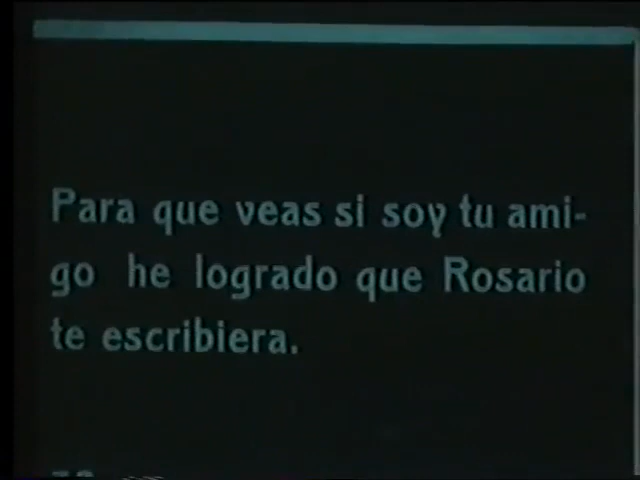 Para que veas si soy tu ami-
go he logrado que Rosario
te escribiera.